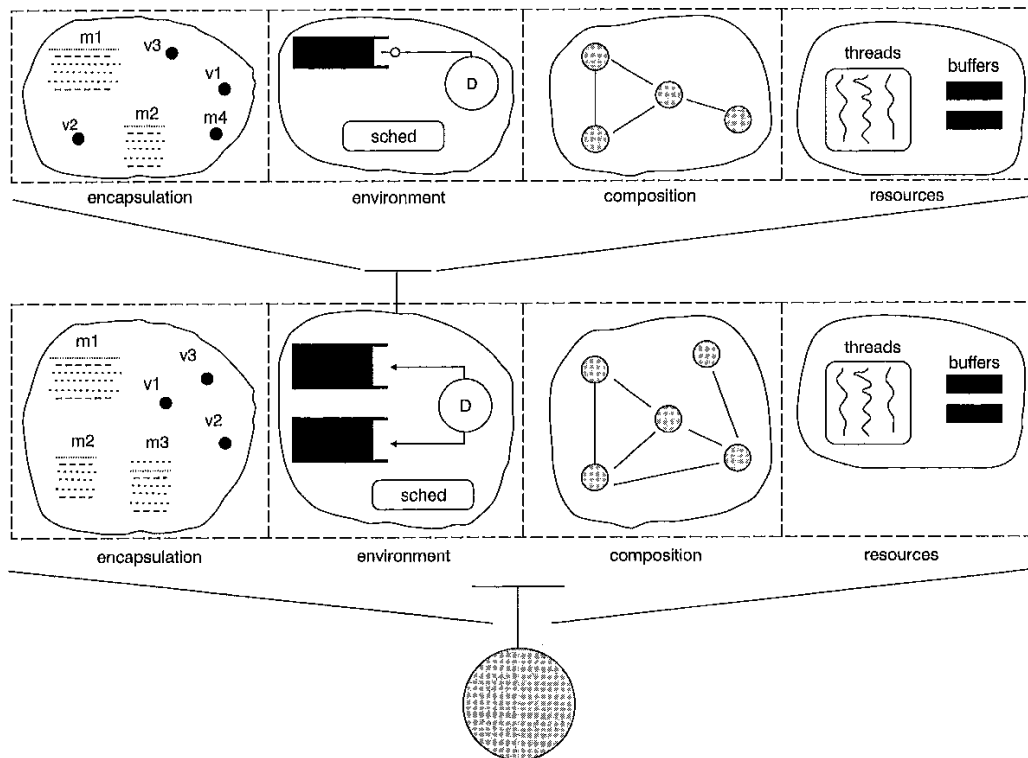 m1
v3
v1
m2
m4
v2
D
sched
threads
buffers
encapsulation
environment
composition
resources
m1
v3
v1
v2
m2
m3
D
sched
threads
buffers
encapsulation
environment
composition
resources